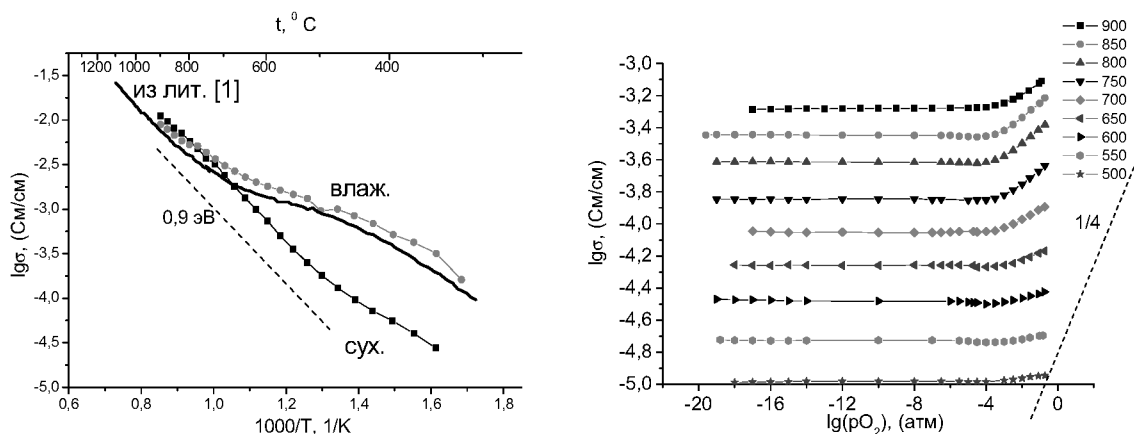 t, ⁰ C
1200 1000 800 600 400
-1,5
-2,0
-2,5
-3,0
-3,5
-4,0
-4,5
-5,0
lgσ, (См/см)
из лит. [1]
влаж.
0,9 эВ
сух.
0,6 0,8 1,0 1,2 1,4 1,6 1,8
1000/T, 1/K
-3,0
-3,2
-3,4
-3,6
-3,8
-4,0
-4,2
-4,4
-4,6
-4,8
-5,0
lgσ, (См/см)
900
850
800
750
700
650
600
550
500
1/4
-20 -16 -12 -8 -4 0
lg(pO₂), (атм)